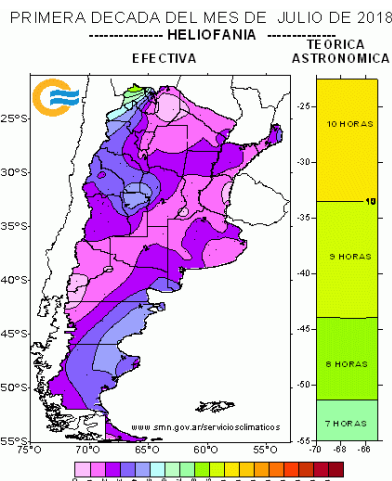 PRIMERA DECADA DEL MES DE JULIO DE 2018
--------------- HELIOFANIA --------------
EFECTIVA
TEORICA
ASTRONOMICA
25°S
30°S
35°S
40°S
45°S
50°S
55°S
75°O 70°O 65°O 60°O 55°O
www.smn.gov.ar/serviciosclimaticos
-25
-30
-35
-40
-45
-50
-55
10 HORAS
10
9 HORAS
8 HORAS
7 HORAS
-70 -68 -66